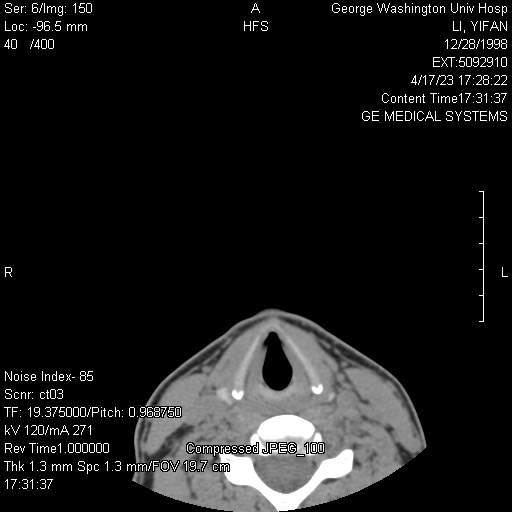 Ser: 6/Img: 150
Loc: -96.5 mm
40 /400
A
HFS
George Washington Univ Hosp
LI, YIFAN
12/28/1998
EXT:5092910
4/17/23 17:28:22
Content Time17:31:37
GE MEDICAL SYSTEMS
R
L
Noise Index- 85
Scnr: ct03
TF: 19.375000/Pitch: 0.968750
kV 120/mA 271
Rev Time1.000000
Compressed JPEG_100
Thk 1.3 mm Spc 1.3 mm/FOV 19.7 cm
17:31:37